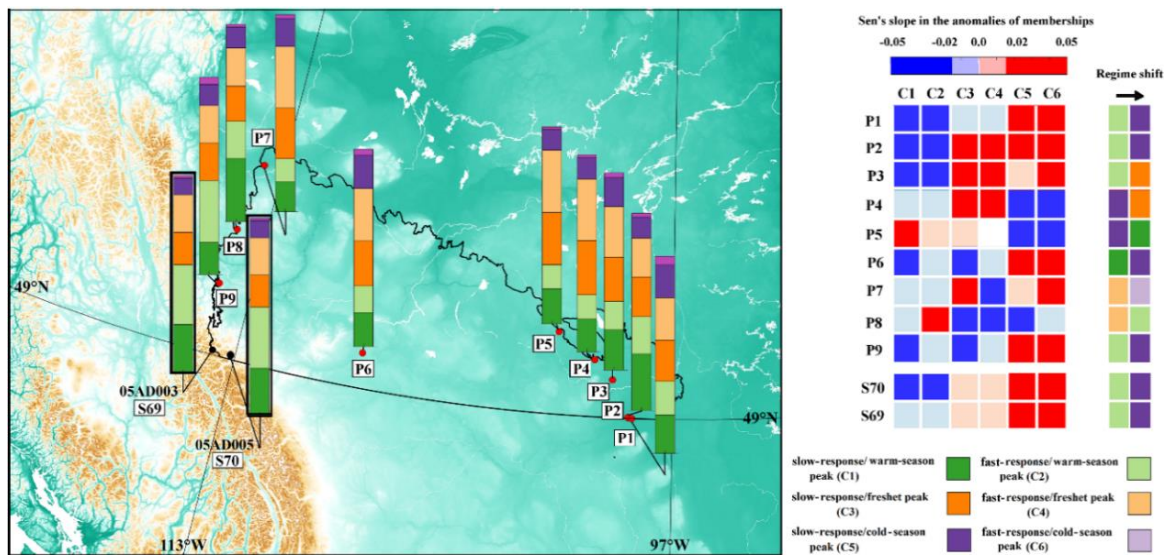 P7
P8
49°N
P9
P5
P6
P4
P3
05AD003
S69
P2
49°N
P1
05AD005
S70
113°W
97°W
Sen's slope in the anomalies of memberships
-0.05 -0.02 0.0 0.02 0.05
Regime shift
C1 C2 C3 C4 C5 C6
P1
P2
P3
P4
P5
P6
P7
P8
P9
S70
S69
slow-response/warm-season
peak (C1)
fast-response/warm-season
peak (C2)
slow-response/freshet peak
(C3)
fast-response/freshet peak
(C4)
slow-response/cold-season
peak (C5)
fast-response/cold-season
peak (C6)